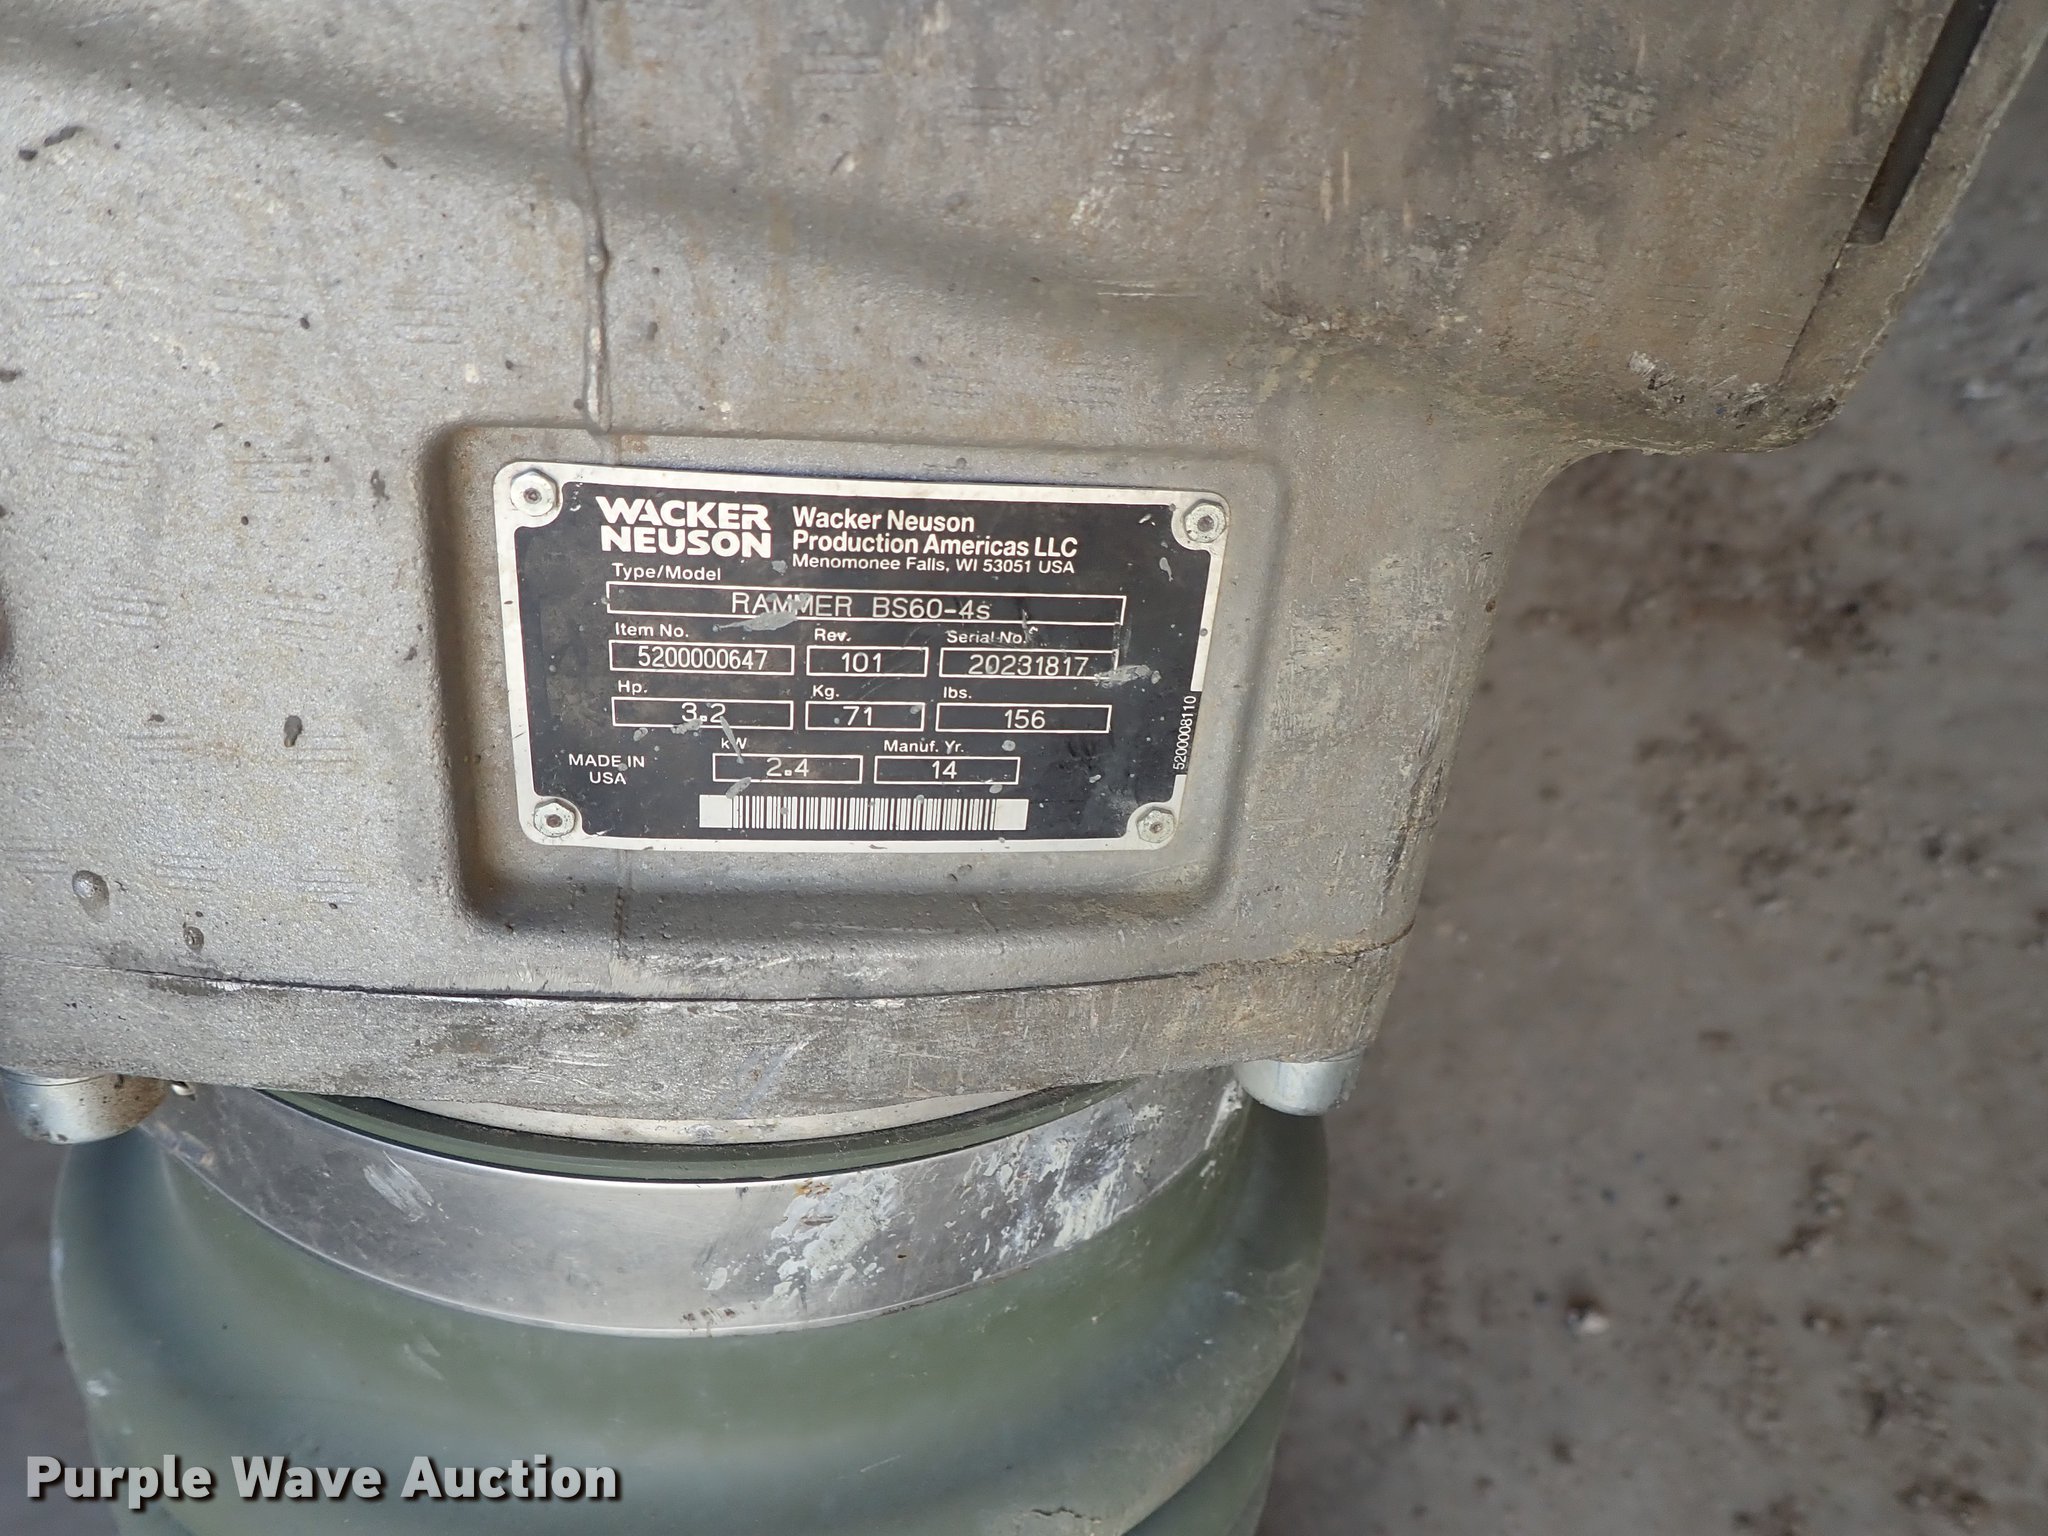 WACKER
NEUSON
Wacker Neuson
Production Americas LLC
Menomonee Falls, WI 53051 USA
Type/Model
RAMMER BS60-4s
Item No. Rev. Serial No.
5200000647 101 20231817
Hp. Kg. lbs.
3.2 71 156
kW Manuf. Yr.
MADE IN
USA
2.4 14
5200008110
Purple Wave Auction